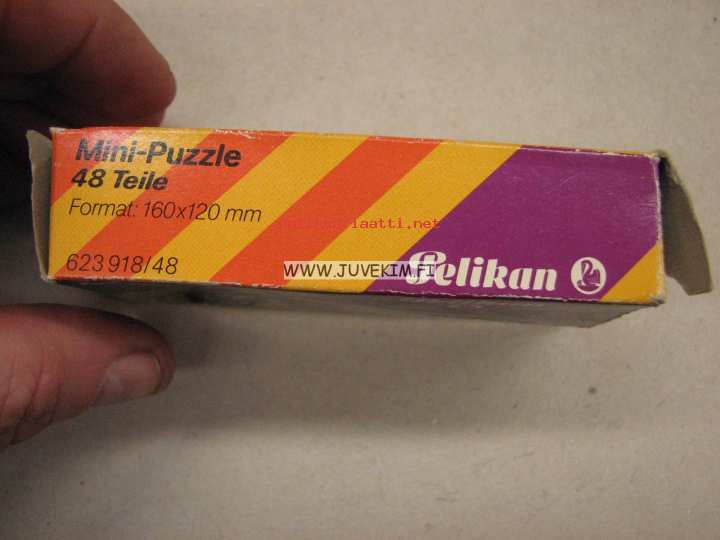 Mini-Puzzle
48 Teile
Format: 160x120 mm
623 918/48
Pelikan
WWW.JUVEKIM.FI